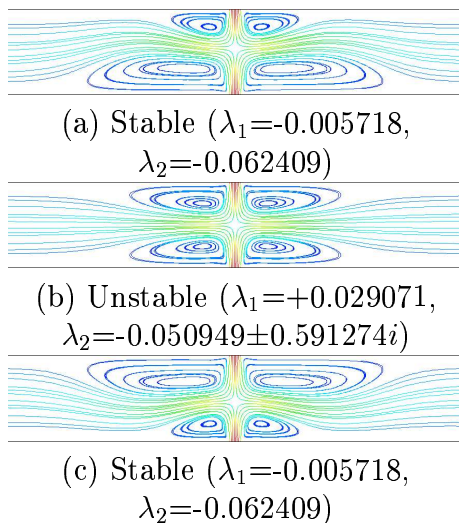 (a) Stable (λ₁=-0.005718,
λ₂=-0.062409)
(b) Unstable (λ₁=+0.029071,
λ₂=-0.050949±0.591274i)
(c) Stable (λ₁=-0.005718,
λ₂=-0.062409)